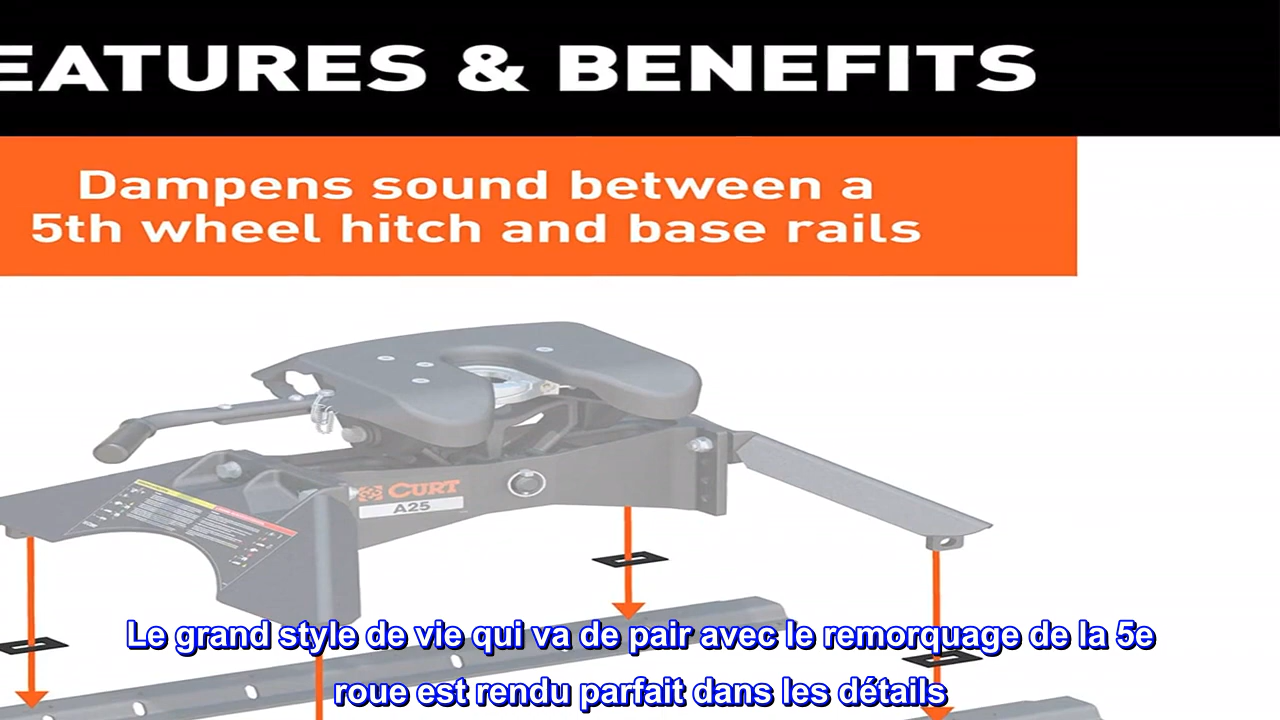 EATURES & BENEFITS
Dampens sound between a
5th wheel hitch and base rails
CURT
A25
Le grand style de vie qui va de pair avec le remorquage de la 5e
roue est rendu parfait dans les détails